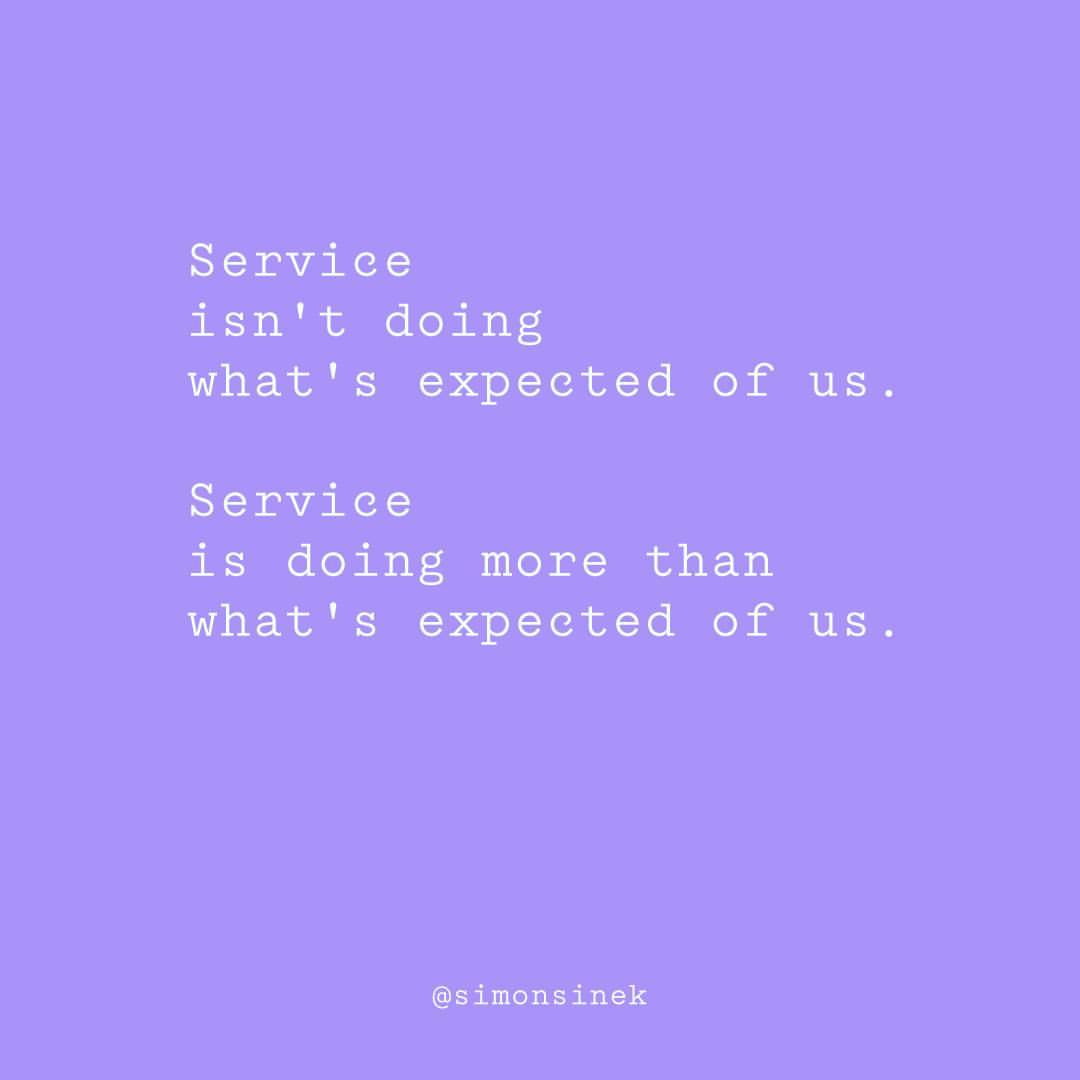 Service
isn't doing
what's expected of us.
Service
is doing more than
what's expected of us.
@simonsinek